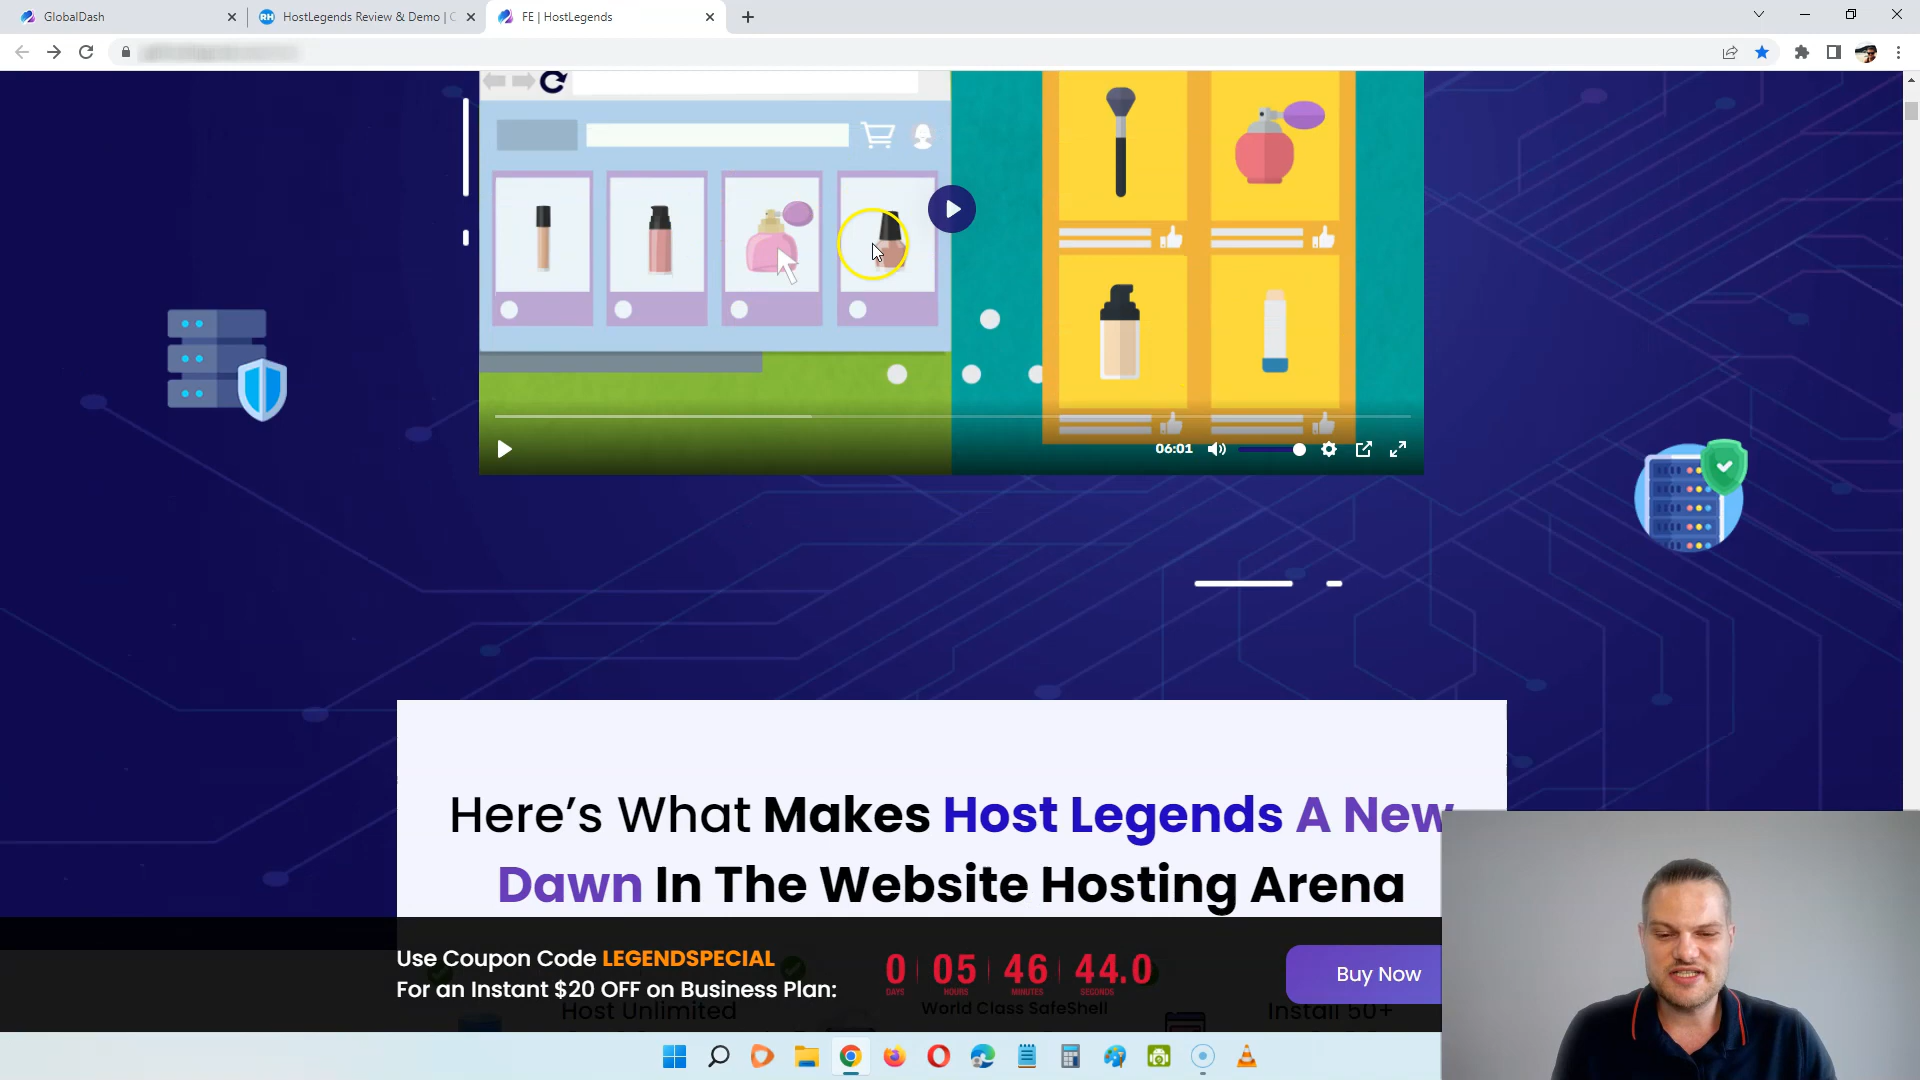 GlobalDash
HostLegends Review & Demo | C
FE | HostLegends
06:01
Here's What Makes Host Legends A New
Dawn In The Website Hosting Arena
Use Coupon Code LEGENDSPECIAL
For an Instant $20 OFF on Business Plan:
0 05 46 44.0
DAYS HOURS MINUTES SECONDS
Buy Now
Host Unlimited
World Class SafeShell
Install 50+
RH